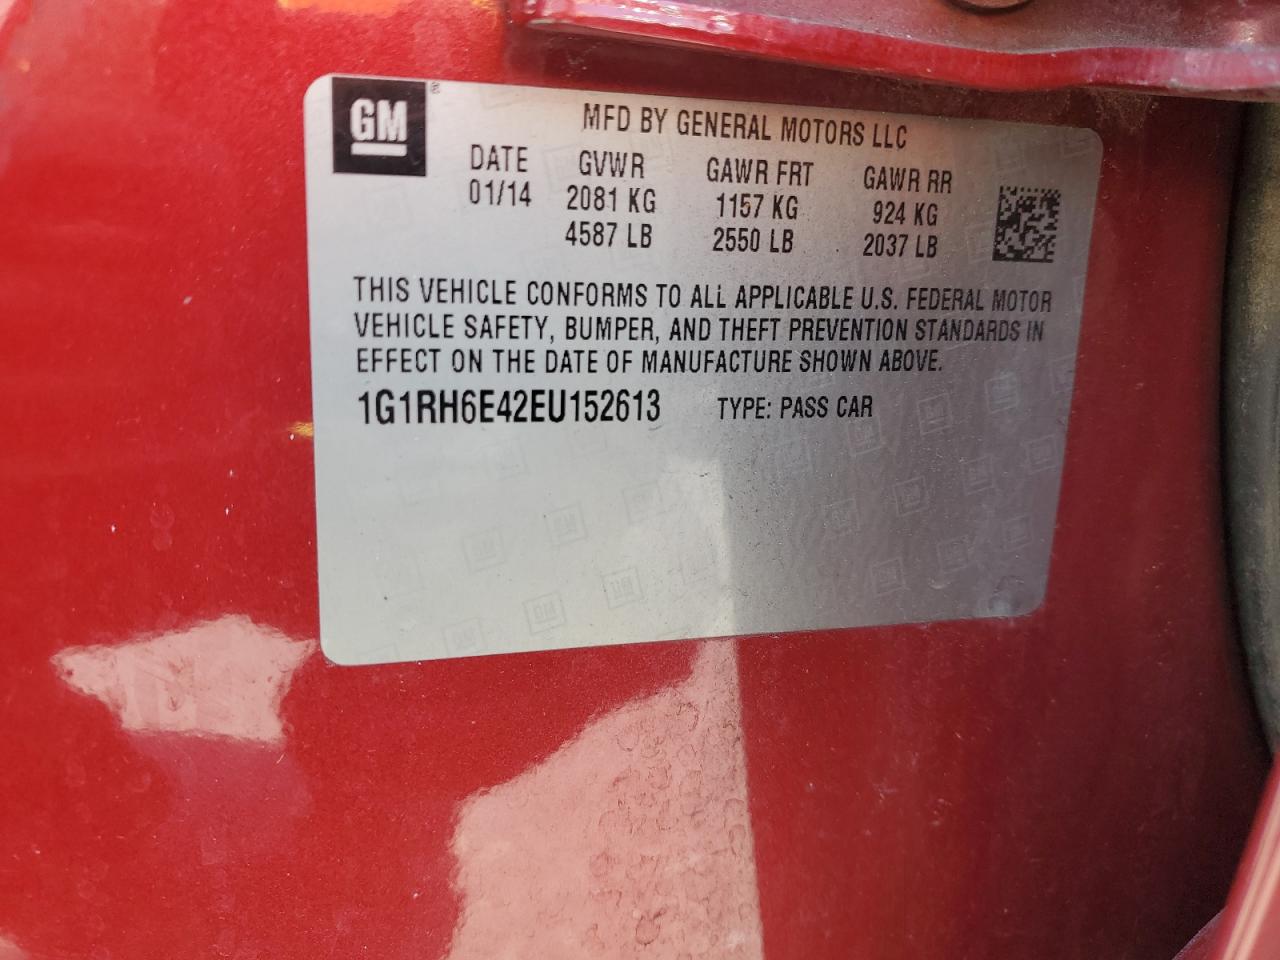 GM®
MFD BY GENERAL MOTORS LLC
DATE GVWR GAWR FRT GAWR RR
01/14 2081 KG 1157 KG 924 KG
4587 LB 2550 LB 2037 LB
THIS VEHICLE CONFORMS TO ALL APPLICABLE U.S. FEDERAL MOTOR
VEHICLE SAFETY, BUMPER, AND THEFT PREVENTION STANDARDS IN
EFFECT ON THE DATE OF MANUFACTURE SHOWN ABOVE.
1G1RH6E42EU152613 TYPE: PASS CAR